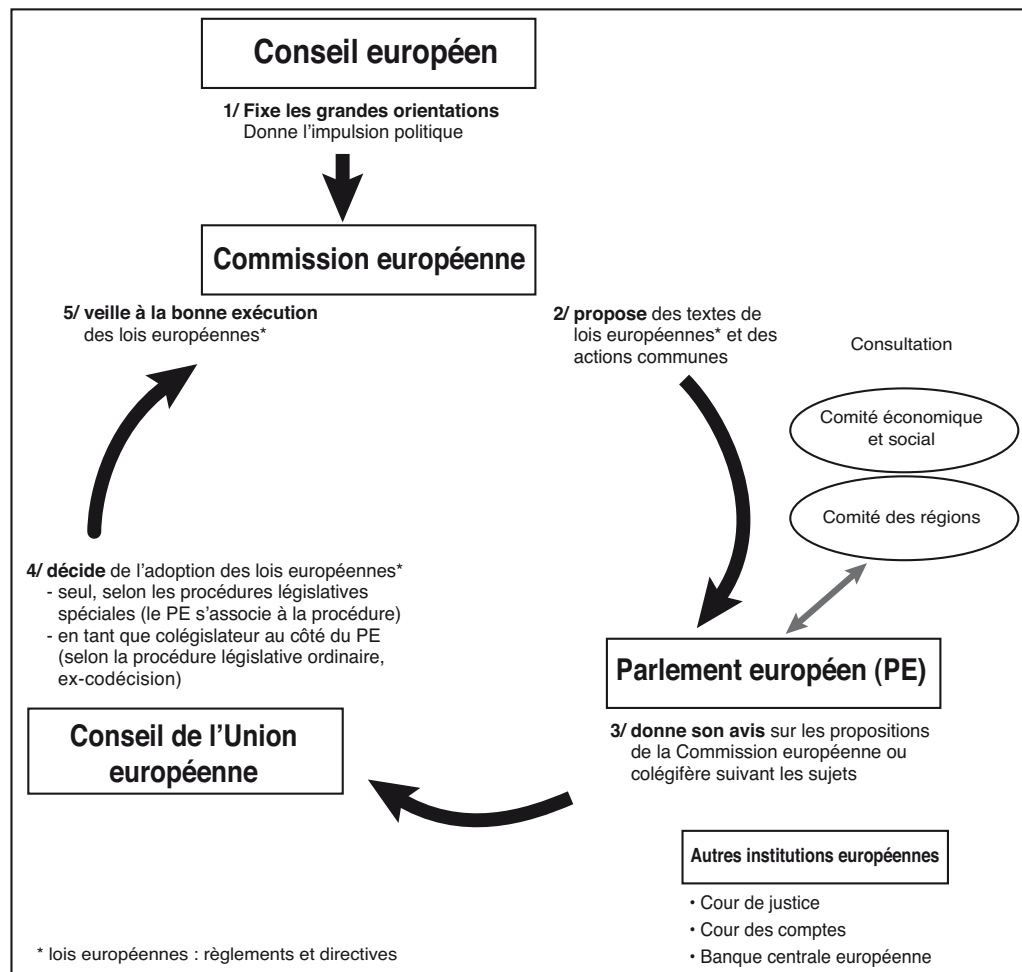 Conseil européen
1/ Fixe les grandes orientations
Donne l’impulsion politique
Commission européenne
5/ veille à la bonne exécution
des lois européennes*
2/ propose des textes de
lois européennes* et des
actions communes
Consultation
Comité économique
et social
Comité des régions
4/ décide de l’adoption des lois européennes*
- seul, selon les procédures législatives
spéciales (le PE s’associe à la procédure)
- en tant que colégislateur au côté du PE
(selon la procédure législative ordinaire,
ex-codécision)
Parlement européen (PE)
3/ donne son avis sur les propositions
de la Commission européenne ou
colégifère suivant les sujets
Conseil de l’Union
européenne
Autres institutions européennes
• Cour de justice
• Cour des comptes
• Banque centrale européenne
* lois européennes : règlements et directives